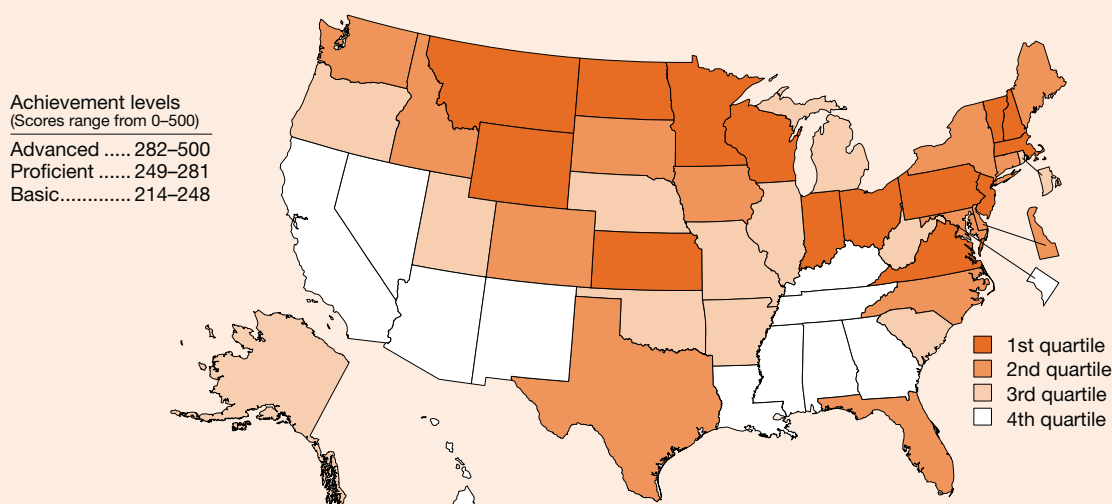 Achievement levels
(Scores range from 0–500)
Advanced ..... 282–500
Proficient ...... 249–281
Basic............. 214–248
1st quartile
2nd quartile
3rd quartile
4th quartile